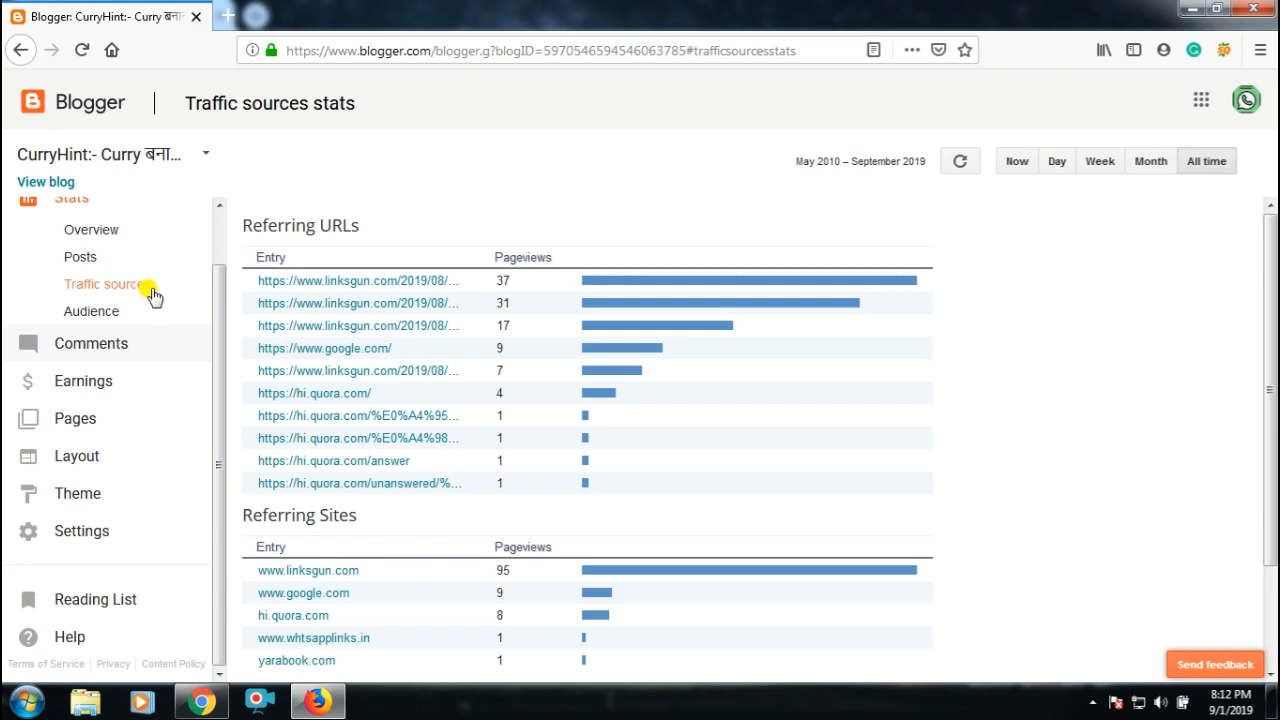 Blogger: CurryHint:- Curry बना
https://www.blogger.com/blogger.g?blogID=5970546594546063785#trafficsourcesstats
Blogger
Traffic sources stats
CurryHint:- Curry बना...
View blog
May 2010 – September 2019
Now
Day
Week
Month
All time
Stats
Overview
Posts
Traffic sourc
Audience
Comments
Earnings
Pages
Layout
Theme
Settings
Reading List
Help
Terms of Service | Privacy | Content Policy
Referring URLs
Entry Pageviews
https://www.linksgun.com/2019/08/... 37
https://www.linksgun.com/2019/08/... 31
https://www.linksgun.com/2019/08/... 17
https://www.google.com/ 9
https://www.linksgun.com/2019/08/... 7
https://hi.quora.com/ 4
https://hi.quora.com/%E0%A4%95... 1
https://hi.quora.com/%E0%A4%98... 1
https://hi.quora.com/answer 1
https://hi.quora.com/unanswered/%... 1
Referring Sites
Entry Pageviews
www.linksgun.com 95
www.google.com 9
hi.quora.com 8
www.whtsapplinks.in 1
yarabook.com 1
Send feedback
8:12 PM
9/1/2019